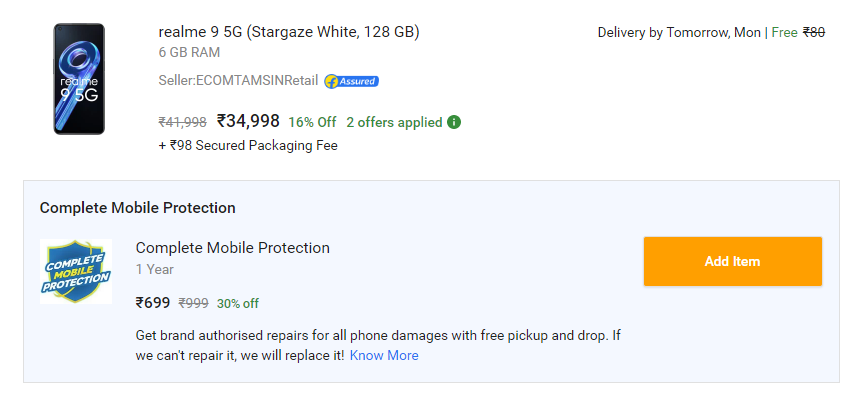 realme 9 5G (Stargaze White, 128 GB)
Delivery by Tomorrow, Mon | Free ₹80
6 GB RAM
Seller:ECOMTAMSINRetail f Assured
realme
9 5G
₹41,998 ₹34,998 16% Off 2 offers applied i
+ ₹98 Secured Packaging Fee
Complete Mobile Protection
COMPLETE
MOBILE
PROTECTION
Complete Mobile Protection
1 Year
₹699 ₹999 30% off
Add Item
Get brand authorised repairs for all phone damages with free pickup and drop. If
we can't repair it, we will replace it! Know More